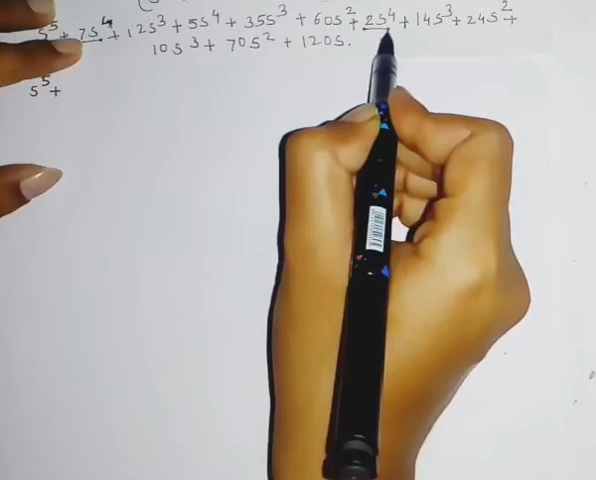 s⁵ + 7s⁴ + 12s³ + 5s⁴ + 35s³ + 60s² + 2s⁴ + 14s³ + 24s² +
10s³ + 70s² + 120s.
s⁵ +